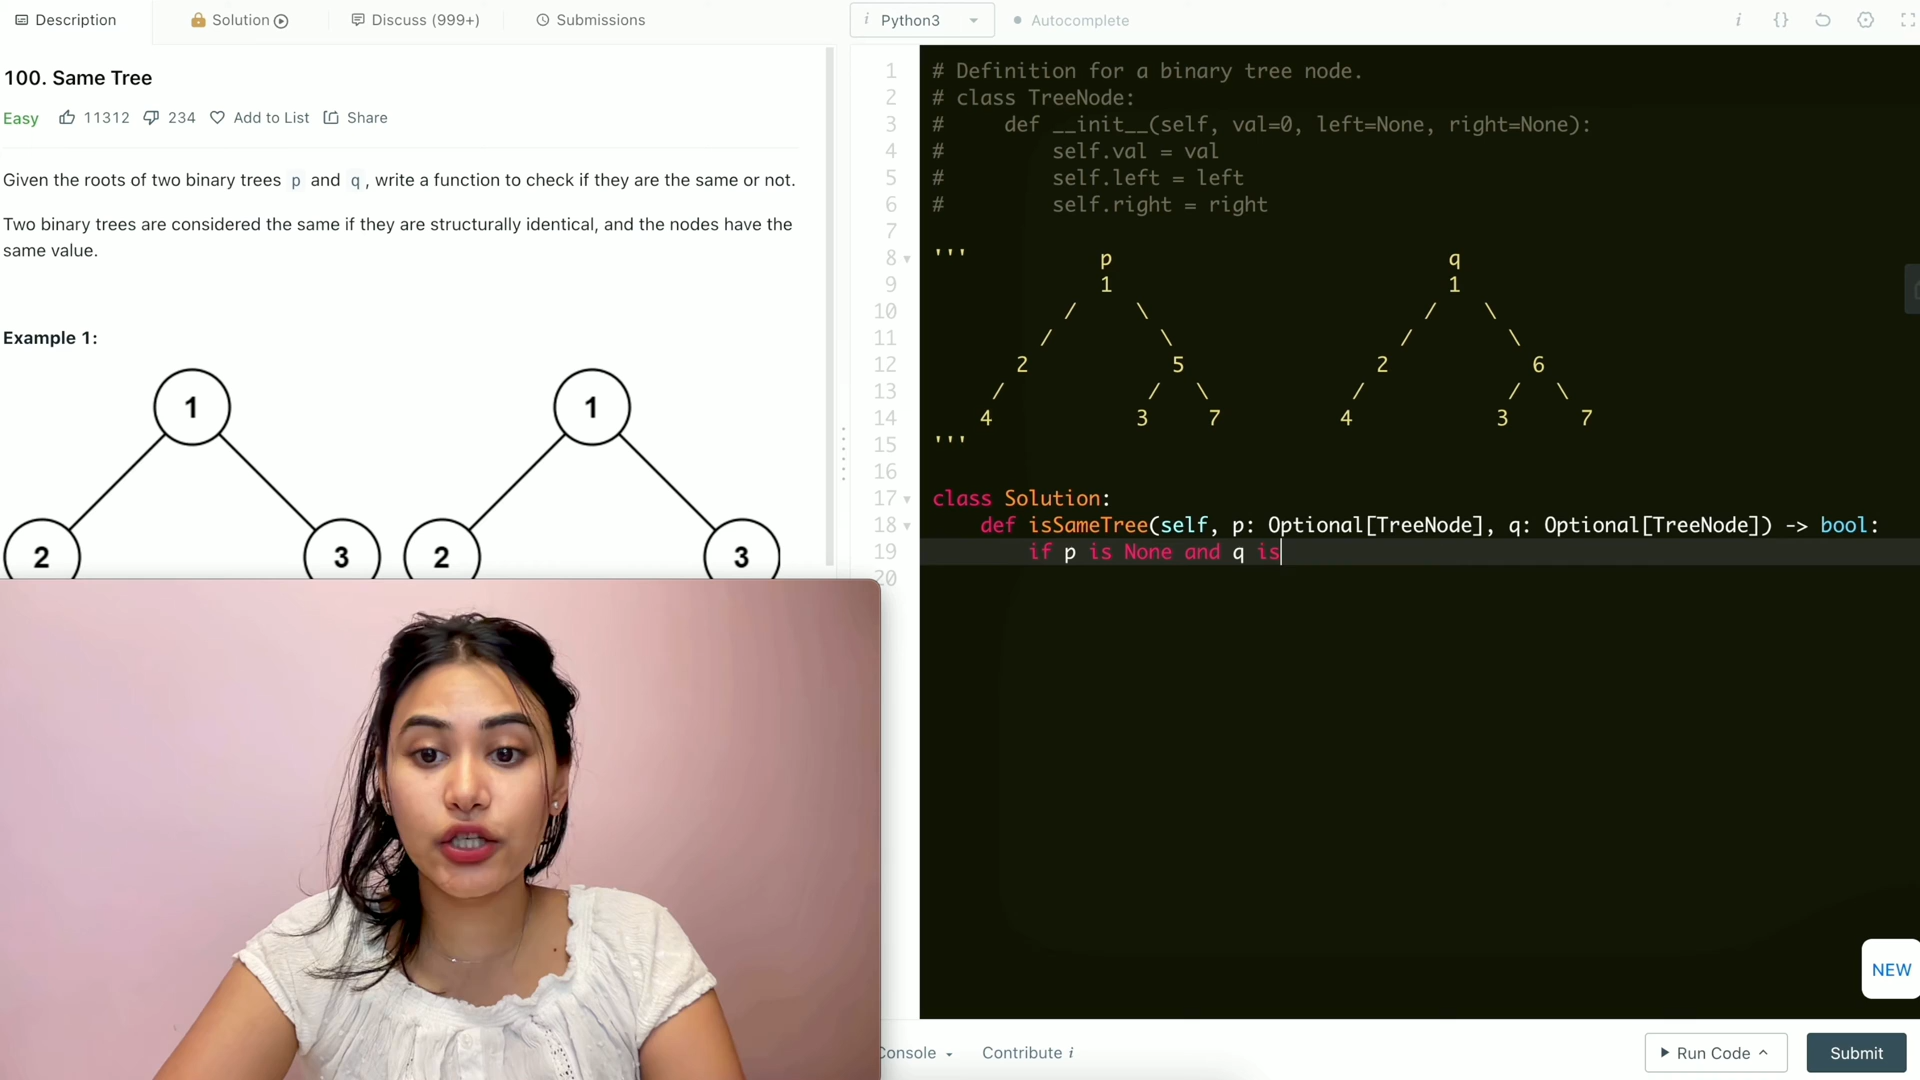 Description
Solution
Discuss (999+)
Submissions
i Python3
Autocomplete
i {}
100. Same Tree
Easy 11312 234 Add to List Share
Given the roots of two binary trees p and q , write a function to check if they are the same or not.
Two binary trees are considered the same if they are structurally identical, and the nodes have the
same value.
Example 1:
1
2 3
1
2 3
1 # Definition for a binary tree node.
2 # class TreeNode:
3 #     def __init__(self, val=0, left=None, right=None):
4 #         self.val = val
5 #         self.left = left
6 #         self.right = right
7
8 '''           p                            q
9               1                            1
10           /     \                      /     \
11         /         \                  /         \
12       2            5               2            6
13     /            /   \           /            /   \
14    4            3     7         4            3     7
15 '''
16
17 class Solution:
18     def isSameTree(self, p: Optional[TreeNode], q: Optional[TreeNode]) -> bool:
19         if p is None and q is
20
NEW
Console
Contribute i
Run Code
Submit